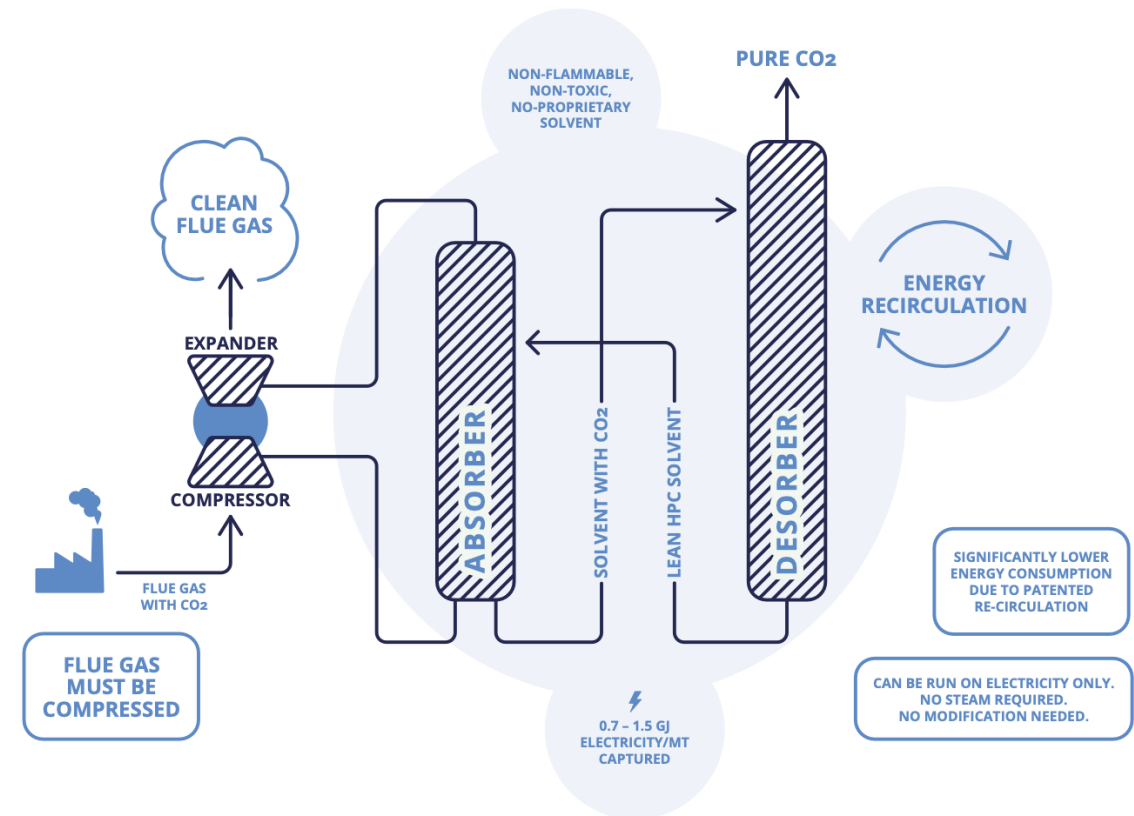 PURE CO2
NON-FLAMMABLE,
NON-TOXIC,
NO-PROPRIETARY
SOLVENT
CLEAN
FLUE GAS
ENERGY
RECIRCULATION
EXPANDER
COMPRESSOR
ABSORBER
SOLVENT WITH CO2
LEAN HPC SOLVENT
DESORBER
FLUE GAS
WITH CO2
FLUE GAS
MUST BE
COMPRESSED
SIGNIFICANTLY LOWER
ENERGY CONSUMPTION
DUE TO PATENTED
RE-CIRCULATION
CAN BE RUN ON ELECTRICITY ONLY.
NO STEAM REQUIRED.
NO MODIFICATION NEEDED.
0.7 – 1.5 GJ
ELECTRICITY/MT
CAPTURED